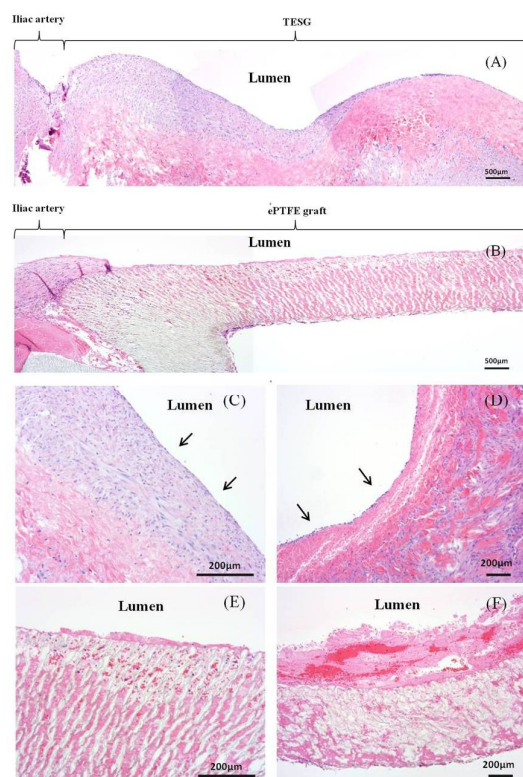 Iliac artery TESG
Lumen
(A)
500μm
Iliac artery ePTFE graft
Lumen
(B)
500μm
Lumen (C)
200μm
Lumen (D)
200μm
Lumen (E)
200μm
Lumen (F)
200μm